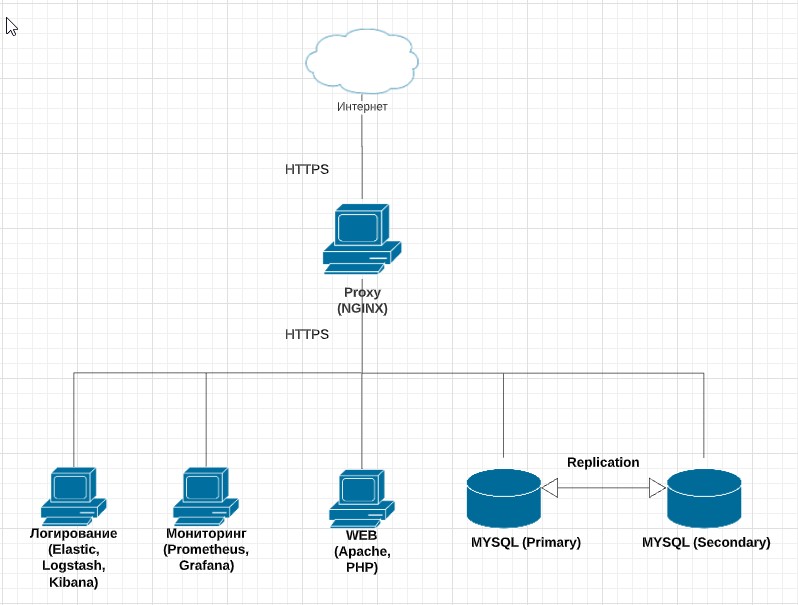 Интернет
HTTPS
Proxy
(NGINX)
HTTPS
Replication
Логирование
(Elastic,
Logstash,
Kibana)
Мониторинг
(Prometheus,
Grafana)
WEB
(Apache,
PHP)
MYSQL (Primary)
MYSQL (Secondary)